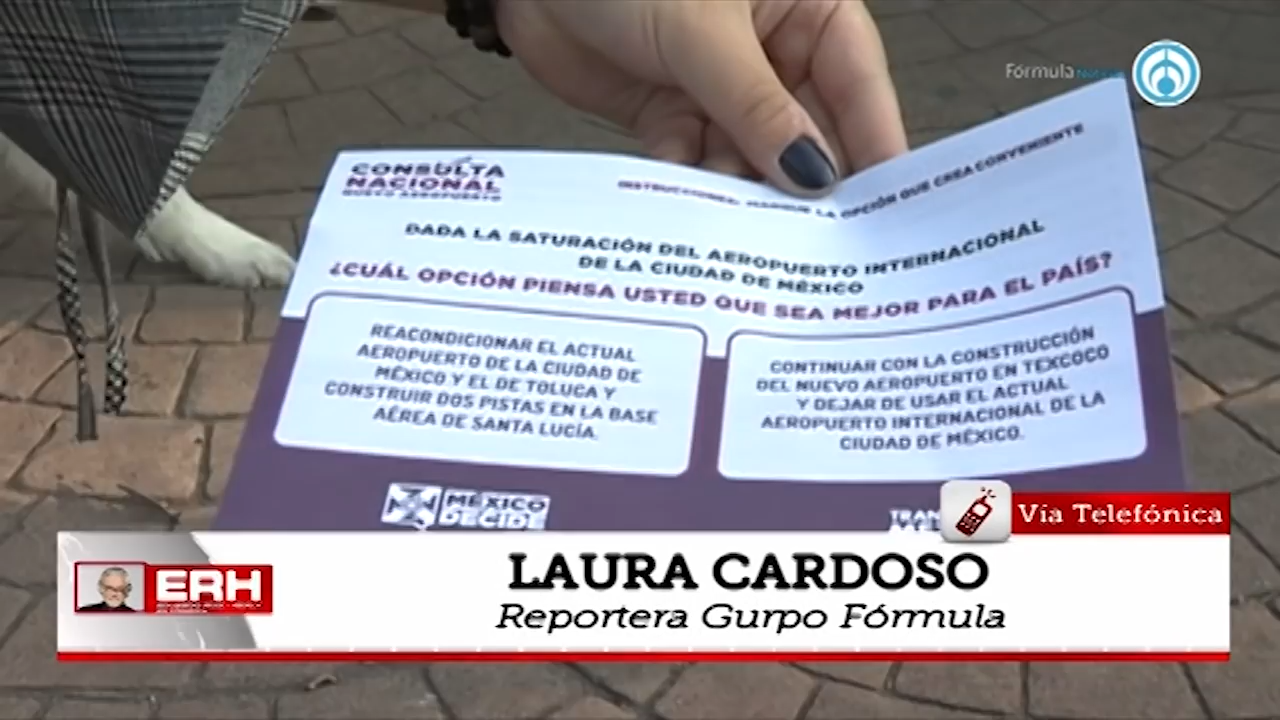 Fórmula Noticias
CONSULTA
NACIONAL
NUEVO AEROPUERTO
INSTRUCCIONES: MARQUE LA OPCIÓN QUE CREA CONVENIENTE
DADA LA SATURACIÓN DEL AEROPUERTO INTERNACIONAL
DE LA CIUDAD DE MÉXICO
¿CUÁL OPCIÓN PIENSA USTED QUE SEA MEJOR PARA EL PAÍS?
REACONDICIONAR EL ACTUAL
AEROPUERTO DE LA CIUDAD DE
MÉXICO Y EL DE TOLUCA Y
CONSTRUIR DOS PISTAS EN LA BASE
AÉREA DE SANTA LUCÍA.
CONTINUAR CON LA CONSTRUCCIÓN
DEL NUEVO AEROPUERTO EN TEXCOCO
Y DEJAR DE USAR EL ACTUAL
AEROPUERTO INTERNACIONAL DE LA
CIUDAD DE MÉXICO.
MÉXICO
DECIDE
Vía Telefónica
ERH
LAURA CARDOSO
Reportera Gurpo Fórmula